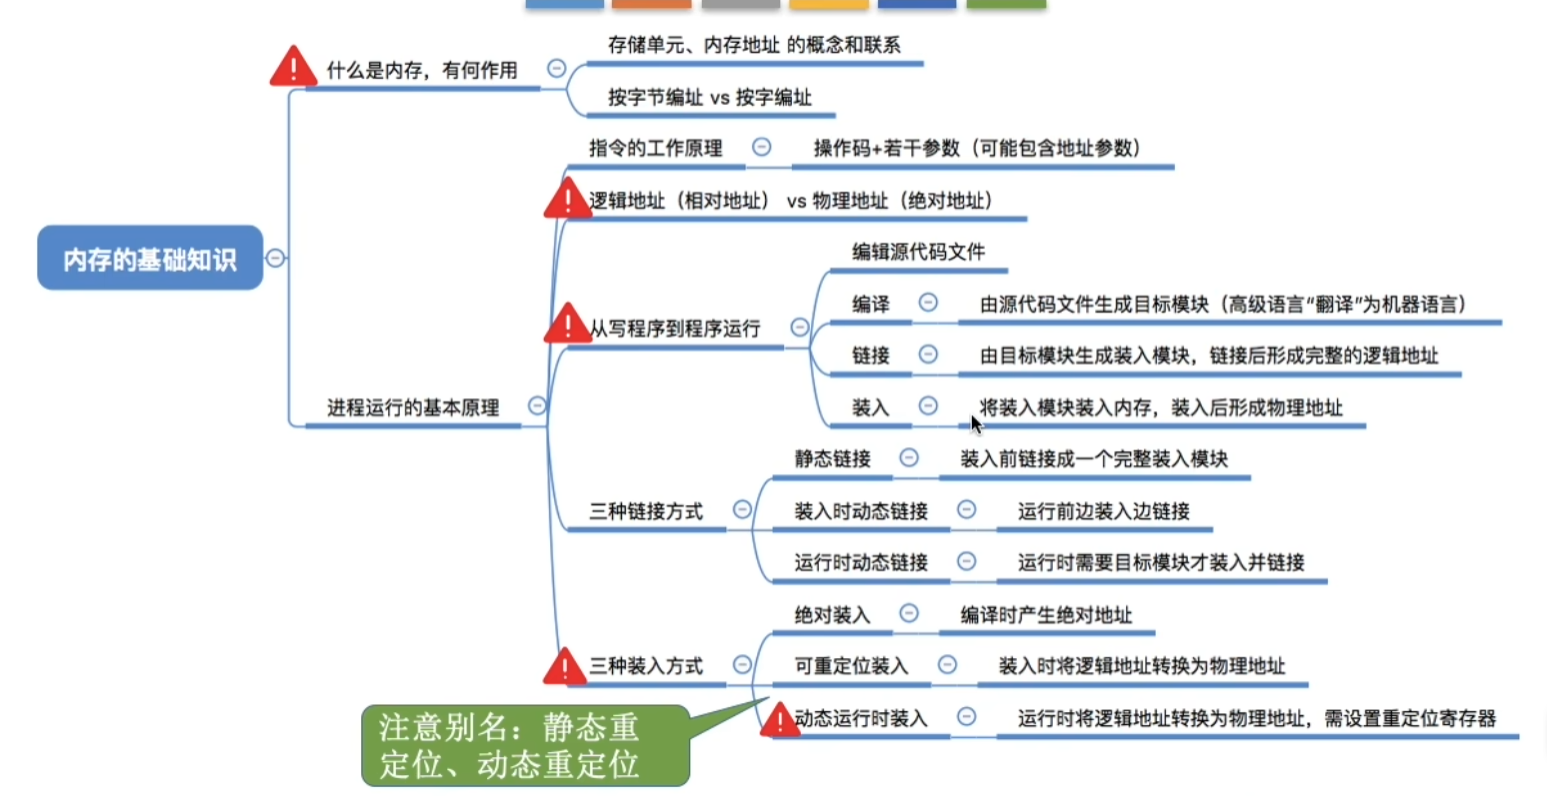 存储单元、内存地址 的概念和联系
什么是内存，有何作用
按字节编址 vs 按字编址
指令的工作原理
操作码+若干参数（可能包含地址参数）
逻辑地址（相对地址） vs 物理地址（绝对地址）
内存的基础知识
编辑源代码文件
编译
由源代码文件生成目标模块（高级语言“翻译”为机器语言）
从写程序到程序运行
链接
由目标模块生成装入模块，链接后形成完整的逻辑地址
进程运行的基本原理
装入
将装入模块装入内存，装入后形成物理地址
静态链接
装入前链接成一个完整装入模块
三种链接方式
装入时动态链接
运行前边装入边链接
运行时动态链接
运行时需要目标模块才装入并链接
绝对装入
编译时产生绝对地址
三种装入方式
可重定位装入
装入时将逻辑地址转换为物理地址
动态运行时装入
运行时将逻辑地址转换为物理地址，需设置重定位寄存器
注意别名：静态重
定位、动态重定位